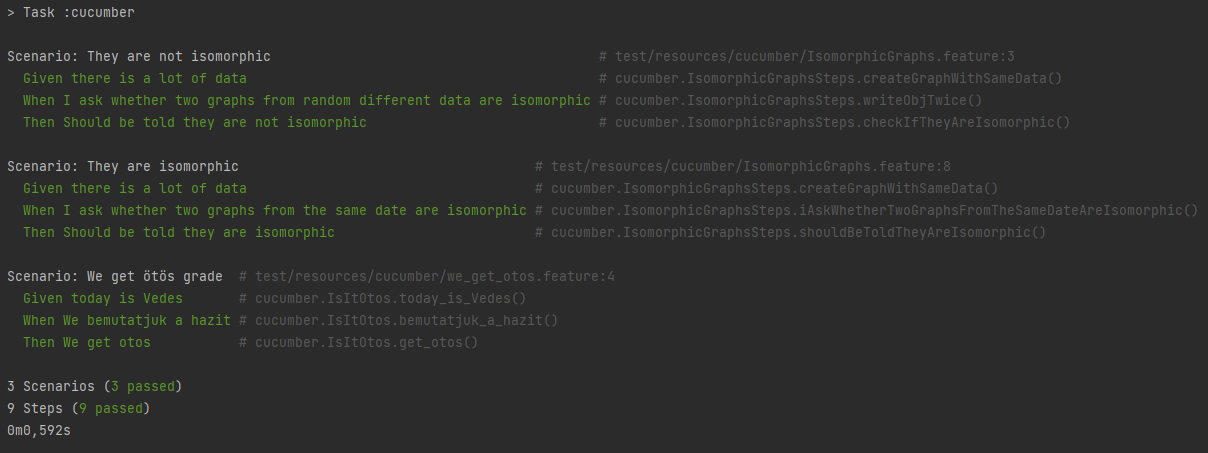 > Task :cucumber
Scenario: They are not isomorphic # test/resources/cucumber/IsomorphicGraphs.feature:3
Given there is a lot of data # cucumber.IsomorphicGraphsSteps.createGraphWithSameData()
When I ask whether two graphs from random different data are isomorphic # cucumber.IsomorphicGraphsSteps.writeObjTwice()
Then Should be told they are not isomorphic # cucumber.IsomorphicGraphsSteps.checkIfTheyAreIsomorphic()
Scenario: They are isomorphic # test/resources/cucumber/IsomorphicGraphs.feature:8
Given there is a lot of data # cucumber.IsomorphicGraphsSteps.createGraphWithSameData()
When I ask whether two graphs from the same date are isomorphic # cucumber.IsomorphicGraphsSteps.iAskWhetherTwoGraphsFromTheSameDateAreIsomorphic()
Then Should be told they are isomorphic # cucumber.IsomorphicGraphsSteps.shouldBeToldTheyAreIsomorphic()
Scenario: We get ötös grade # test/resources/cucumber/we_get_otos.feature:4
Given today is Vedes # cucumber.IsItOtos.today_is_Vedes()
When We bemutatjuk a hazit # cucumber.IsItOtos.bemutatjuk_a_hazit()
Then We get otos # cucumber.IsItOtos.get_otos()
3 Scenarios (3 passed)
9 Steps (9 passed)
0m0,592s